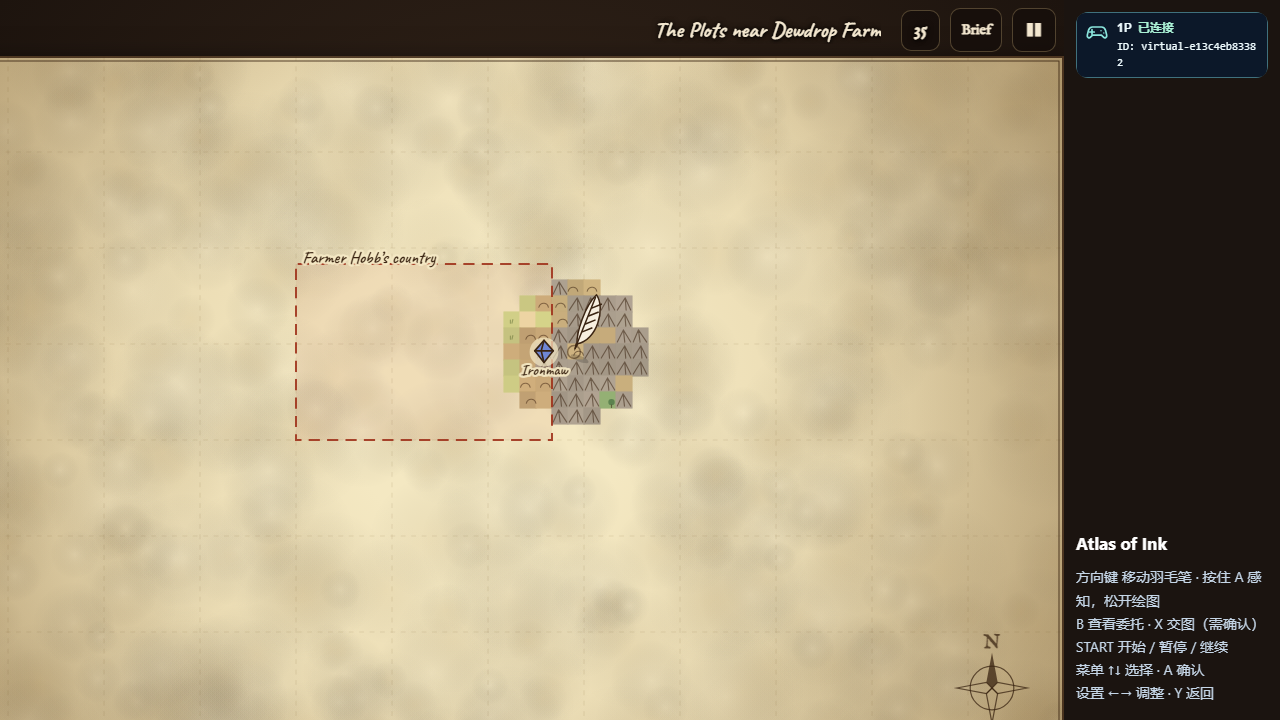 The Plots near Dewdrop Farm
35
Brief
1P 已连接
ID: virtual-e13c4eb8338
2
Farmer Hobb's country
Ironmaw
N
Atlas of Ink
方向键 移动羽毛笔 · 按住 A 感
知，松开绘图
B 查看委托 · X 交图（需确认）
START 开始 / 暂停 / 继续
菜单 ↑↓ 选择 · A 确认
设置 ←→ 调整 · Y 返回